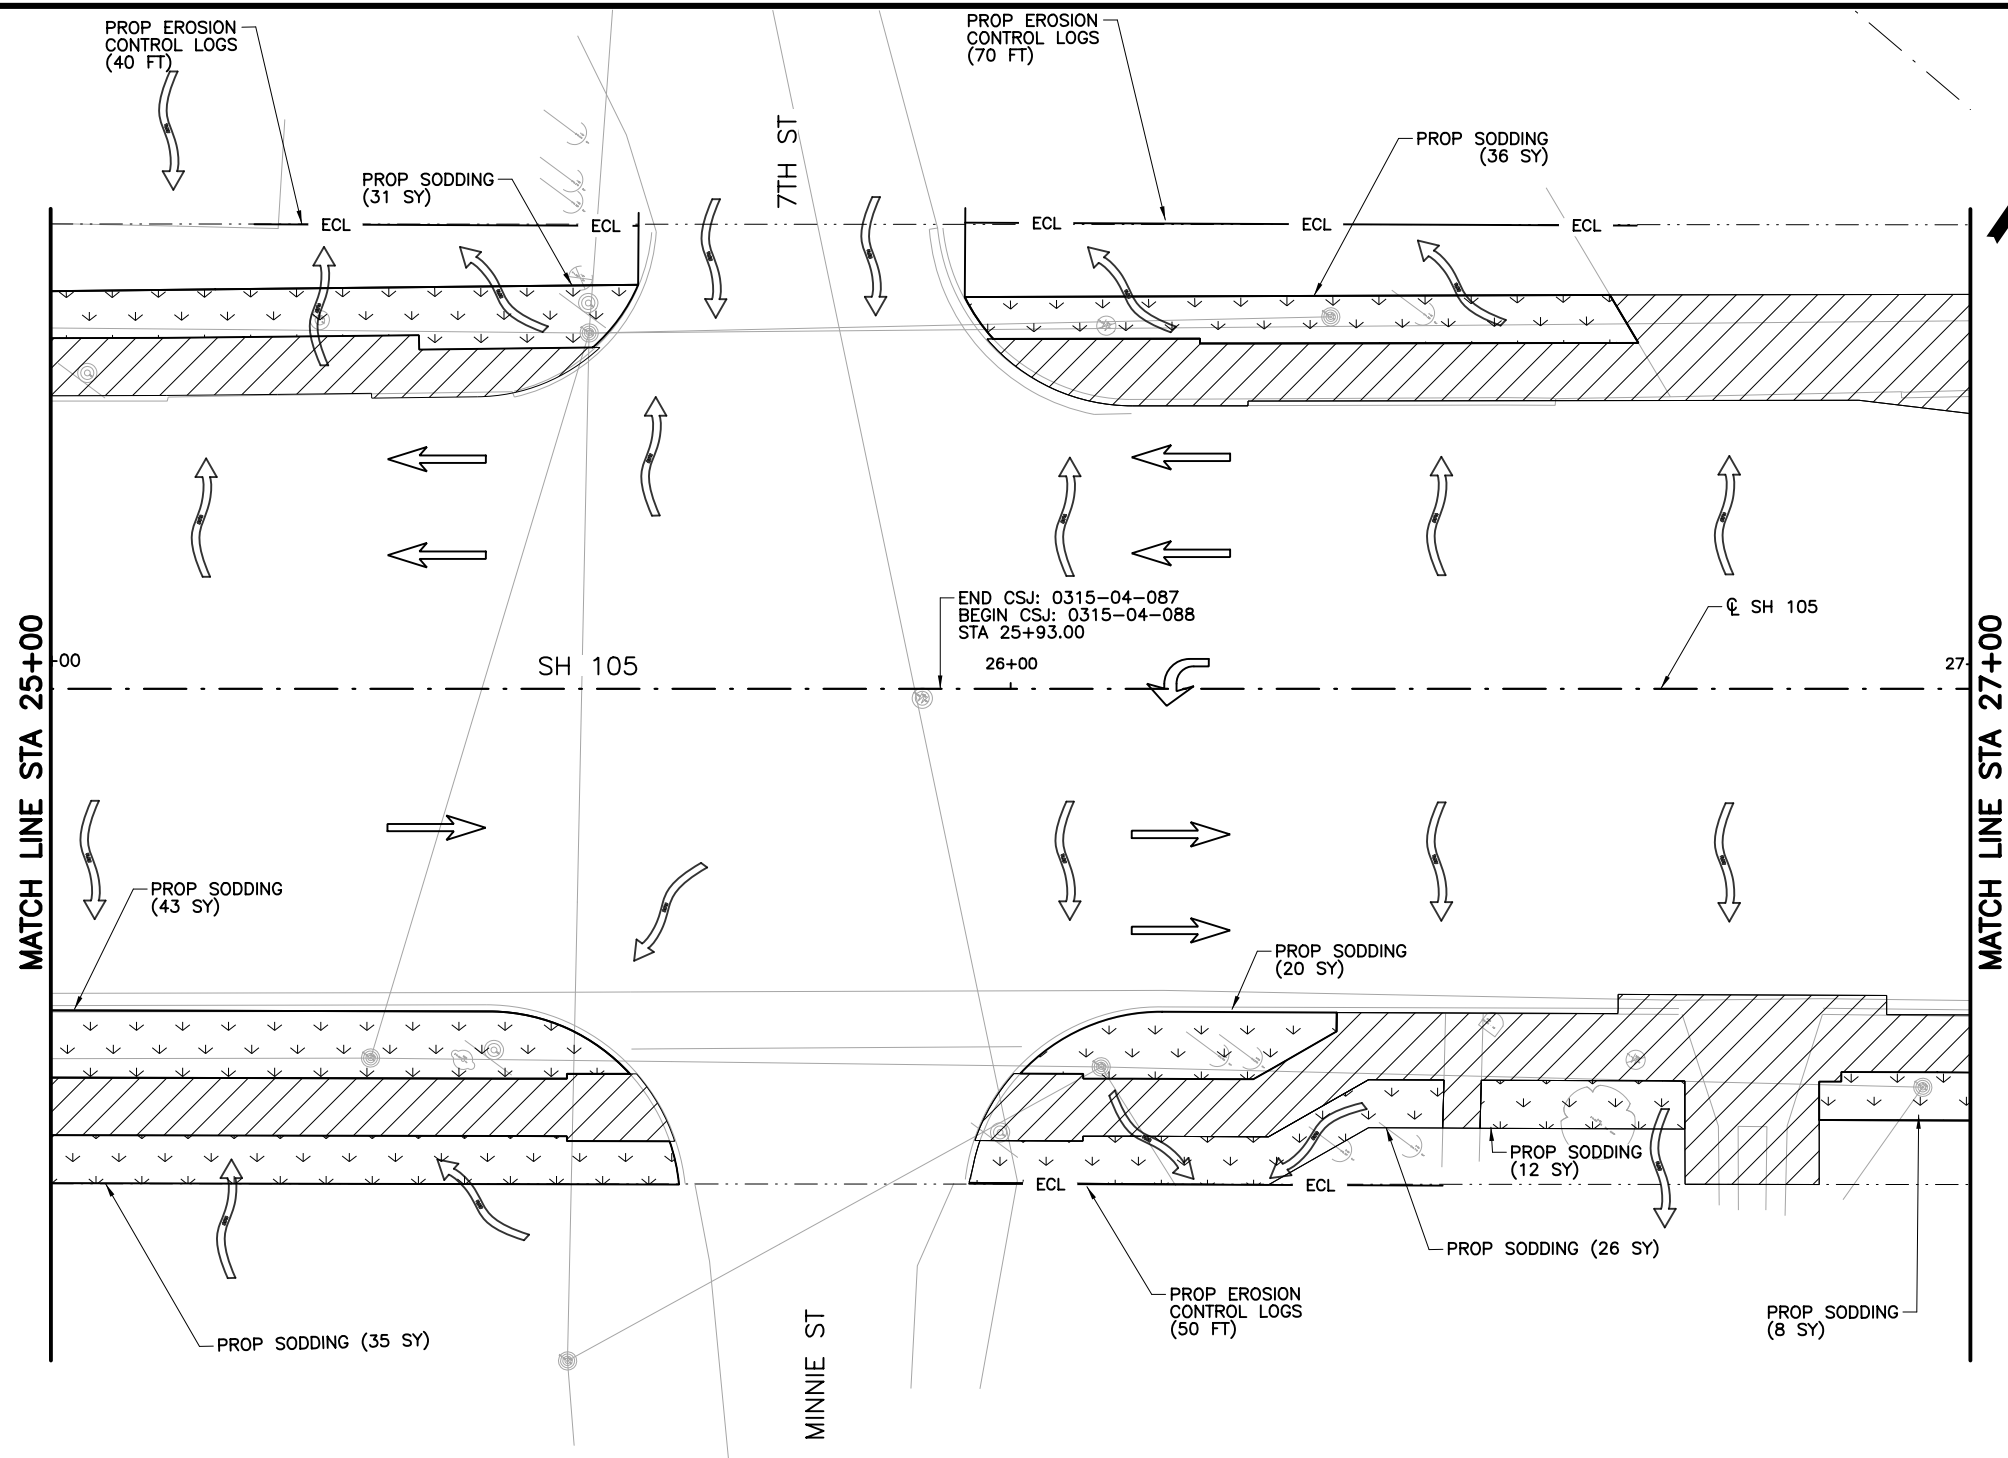 PROP EROSION
CONTROL LOGS
(40 FT)
PROP EROSION
CONTROL LOGS
(70 FT)
PROP SODDING
(36 SY)
PROP SODDING
(31 SY)
7TH ST
ECL
ECL
ECL
ECL
ECL
END CSJ: 0315-04-087
BEGIN CSJ: 0315-04-088
STA 25+93.00
℄ SH 105
MATCH LINE STA 25+00
00
SH 105
26+00
27
MATCH LINE STA 27+00
PROP SODDING
(43 SY)
PROP SODDING
(20 SY)
PROP SODDING
(12 SY)
ECL
ECL
PROP SODDING (26 SY)
PROP EROSION
CONTROL LOGS
(50 FT)
PROP SODDING
(8 SY)
PROP SODDING (35 SY)
MINNIE ST